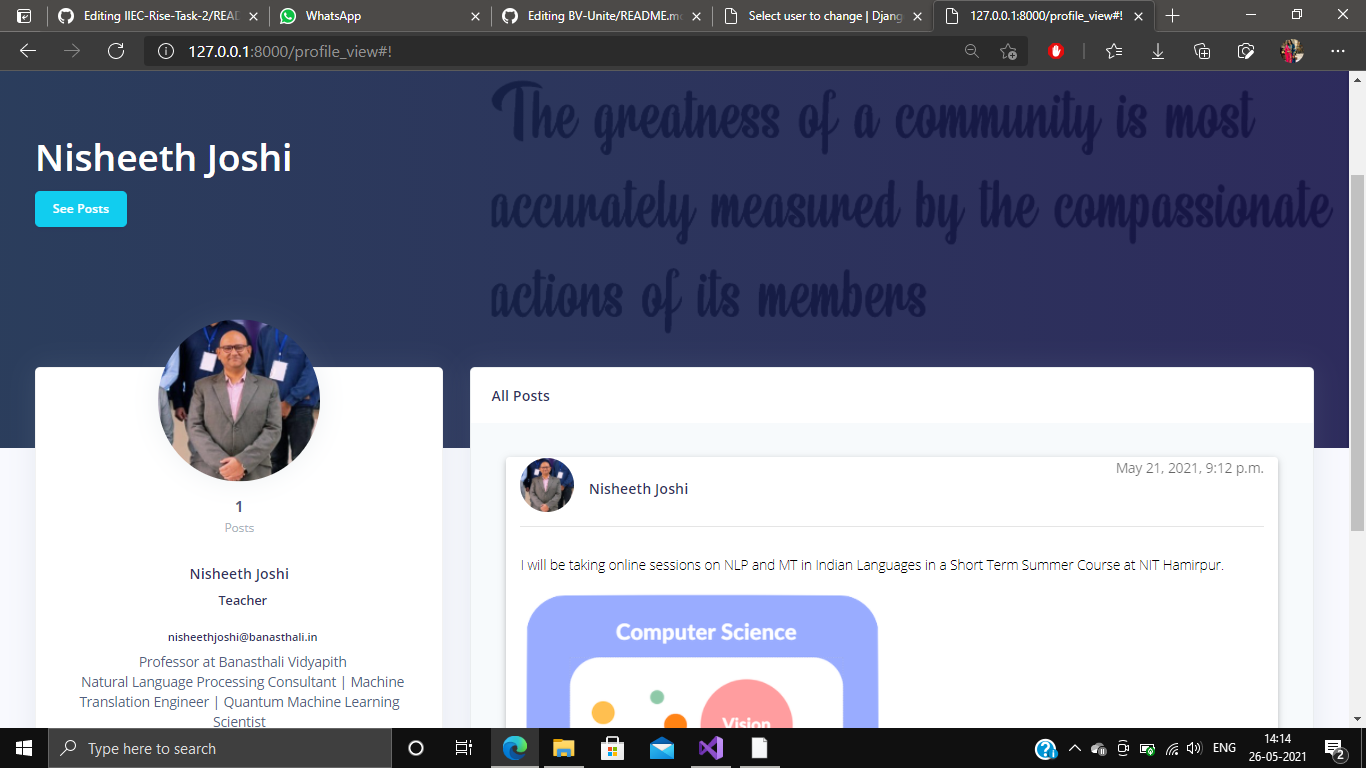 Editing IIEC-Rise-Task-2/READ
WhatsApp
Editing BV-Unite/README.m
Select user to change | Djang
127.0.0.1:8000/profile_view#!
127.0.0.1:8000/profile_view#!
The greatness of a community is most
accurately measured by the compassionate
actions of its members
Nisheeth Joshi
See Posts
1
Posts
Nisheeth Joshi
Teacher
nisheethjoshi@banasthali.in
Professor at Banasthali Vidyapith
Natural Language Processing Consultant | Machine
Translation Engineer | Quantum Machine Learning
Scientist
All Posts
Nisheeth Joshi
May 21, 2021, 9:12 p.m.
I will be taking online sessions on NLP and MT in Indian Languages in a Short Term Summer Course at NIT Hamirpur.
Computer Science
Vision
Type here to search
ENG
14:14
26-05-2021
2